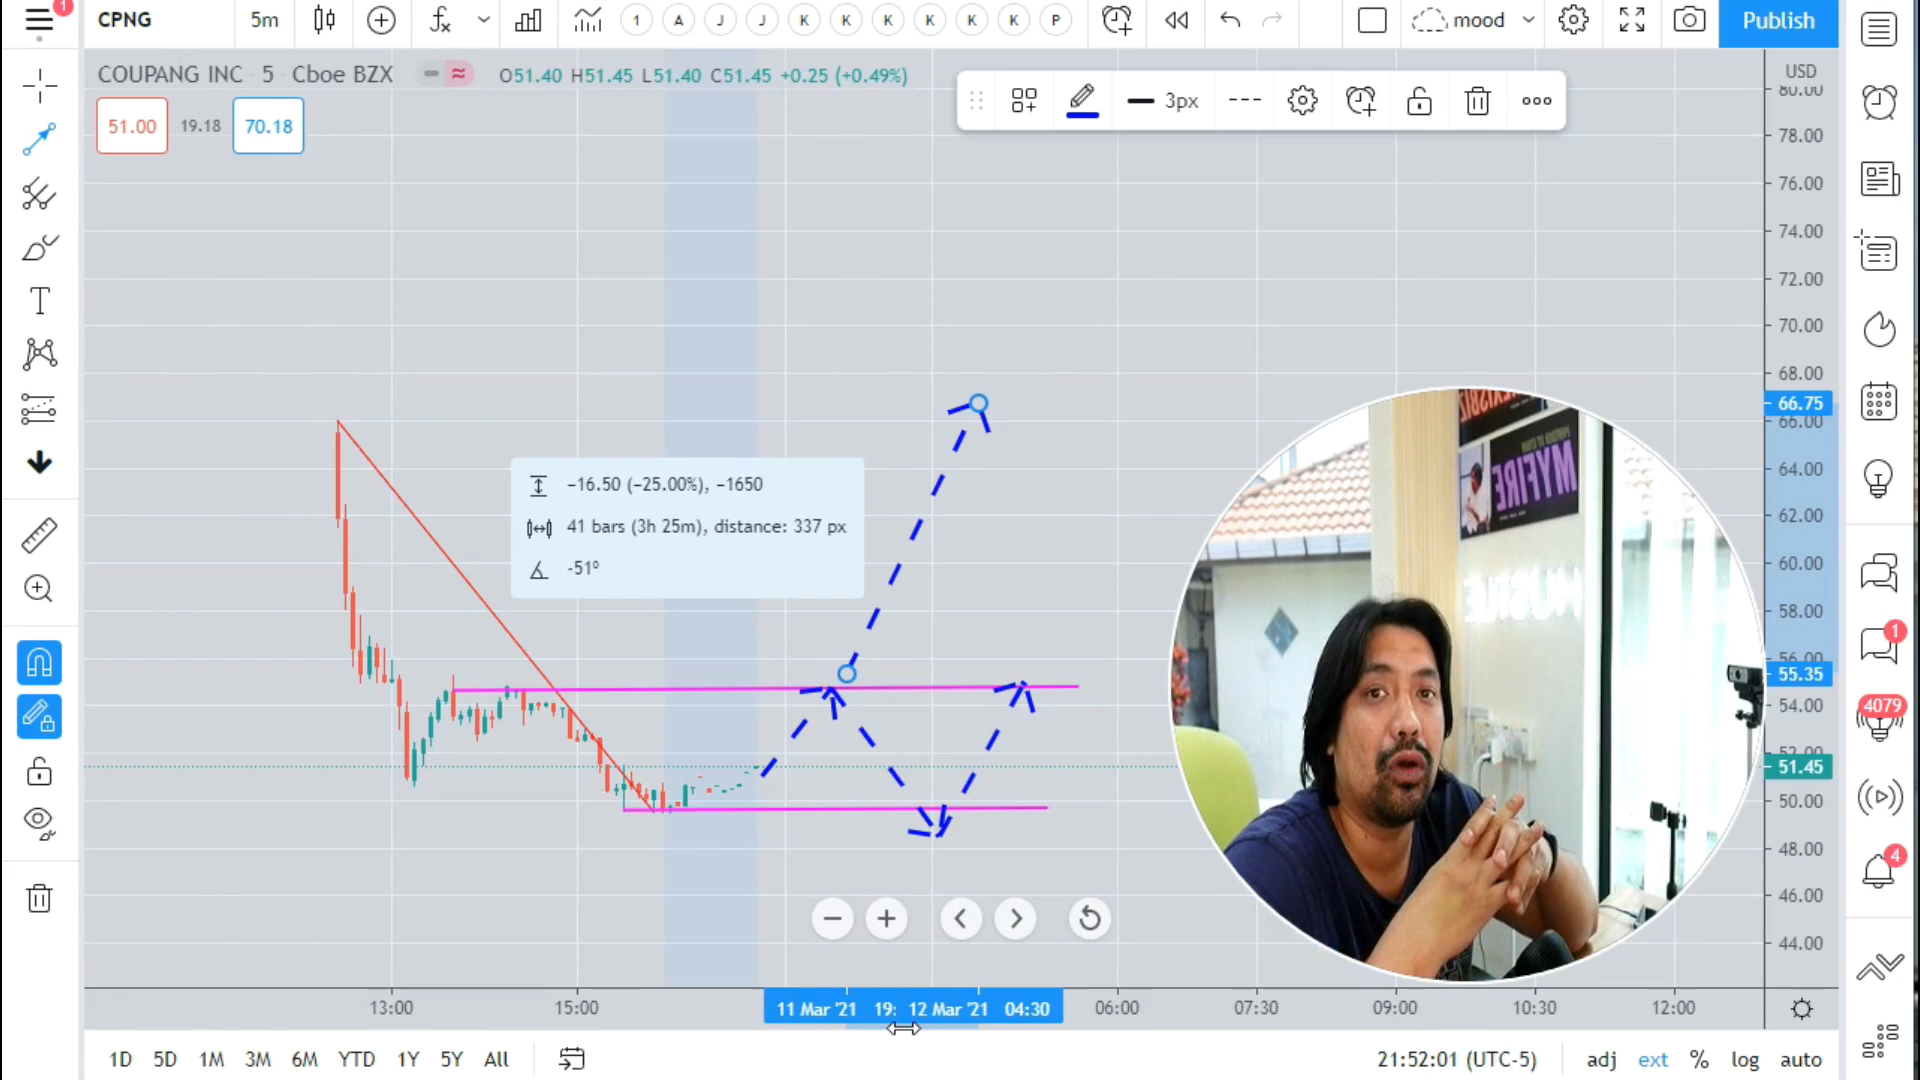 1
CPNG
5m
1 A J J K K K K K K P
mood
Publish
COUPANG INC · 5 · Cboe BZX
O51.40 H51.45 L51.40 C51.45 +0.25 (+0.49%)
51.00
19.18
70.18
3px
USD
80.00
78.00
76.00
74.00
72.00
70.00
68.00
66.75
66.00
64.00
62.00
60.00
58.00
56.00
55.35
54.00
52.00
51.45
50.00
48.00
46.00
44.00
−16.50 (−25.00%), −1650
41 bars (3h 25m), distance: 337 px
-51º
MYFIRE
1
4079
4
13:00
15:00
11 Mar '21
19:
12 Mar '21
04:30
06:00
07:30
09:00
10:30
12:00
1D 5D 1M 3M 6M YTD 1Y 5Y All
21:52:01 (UTC-5)
adj ext % log auto